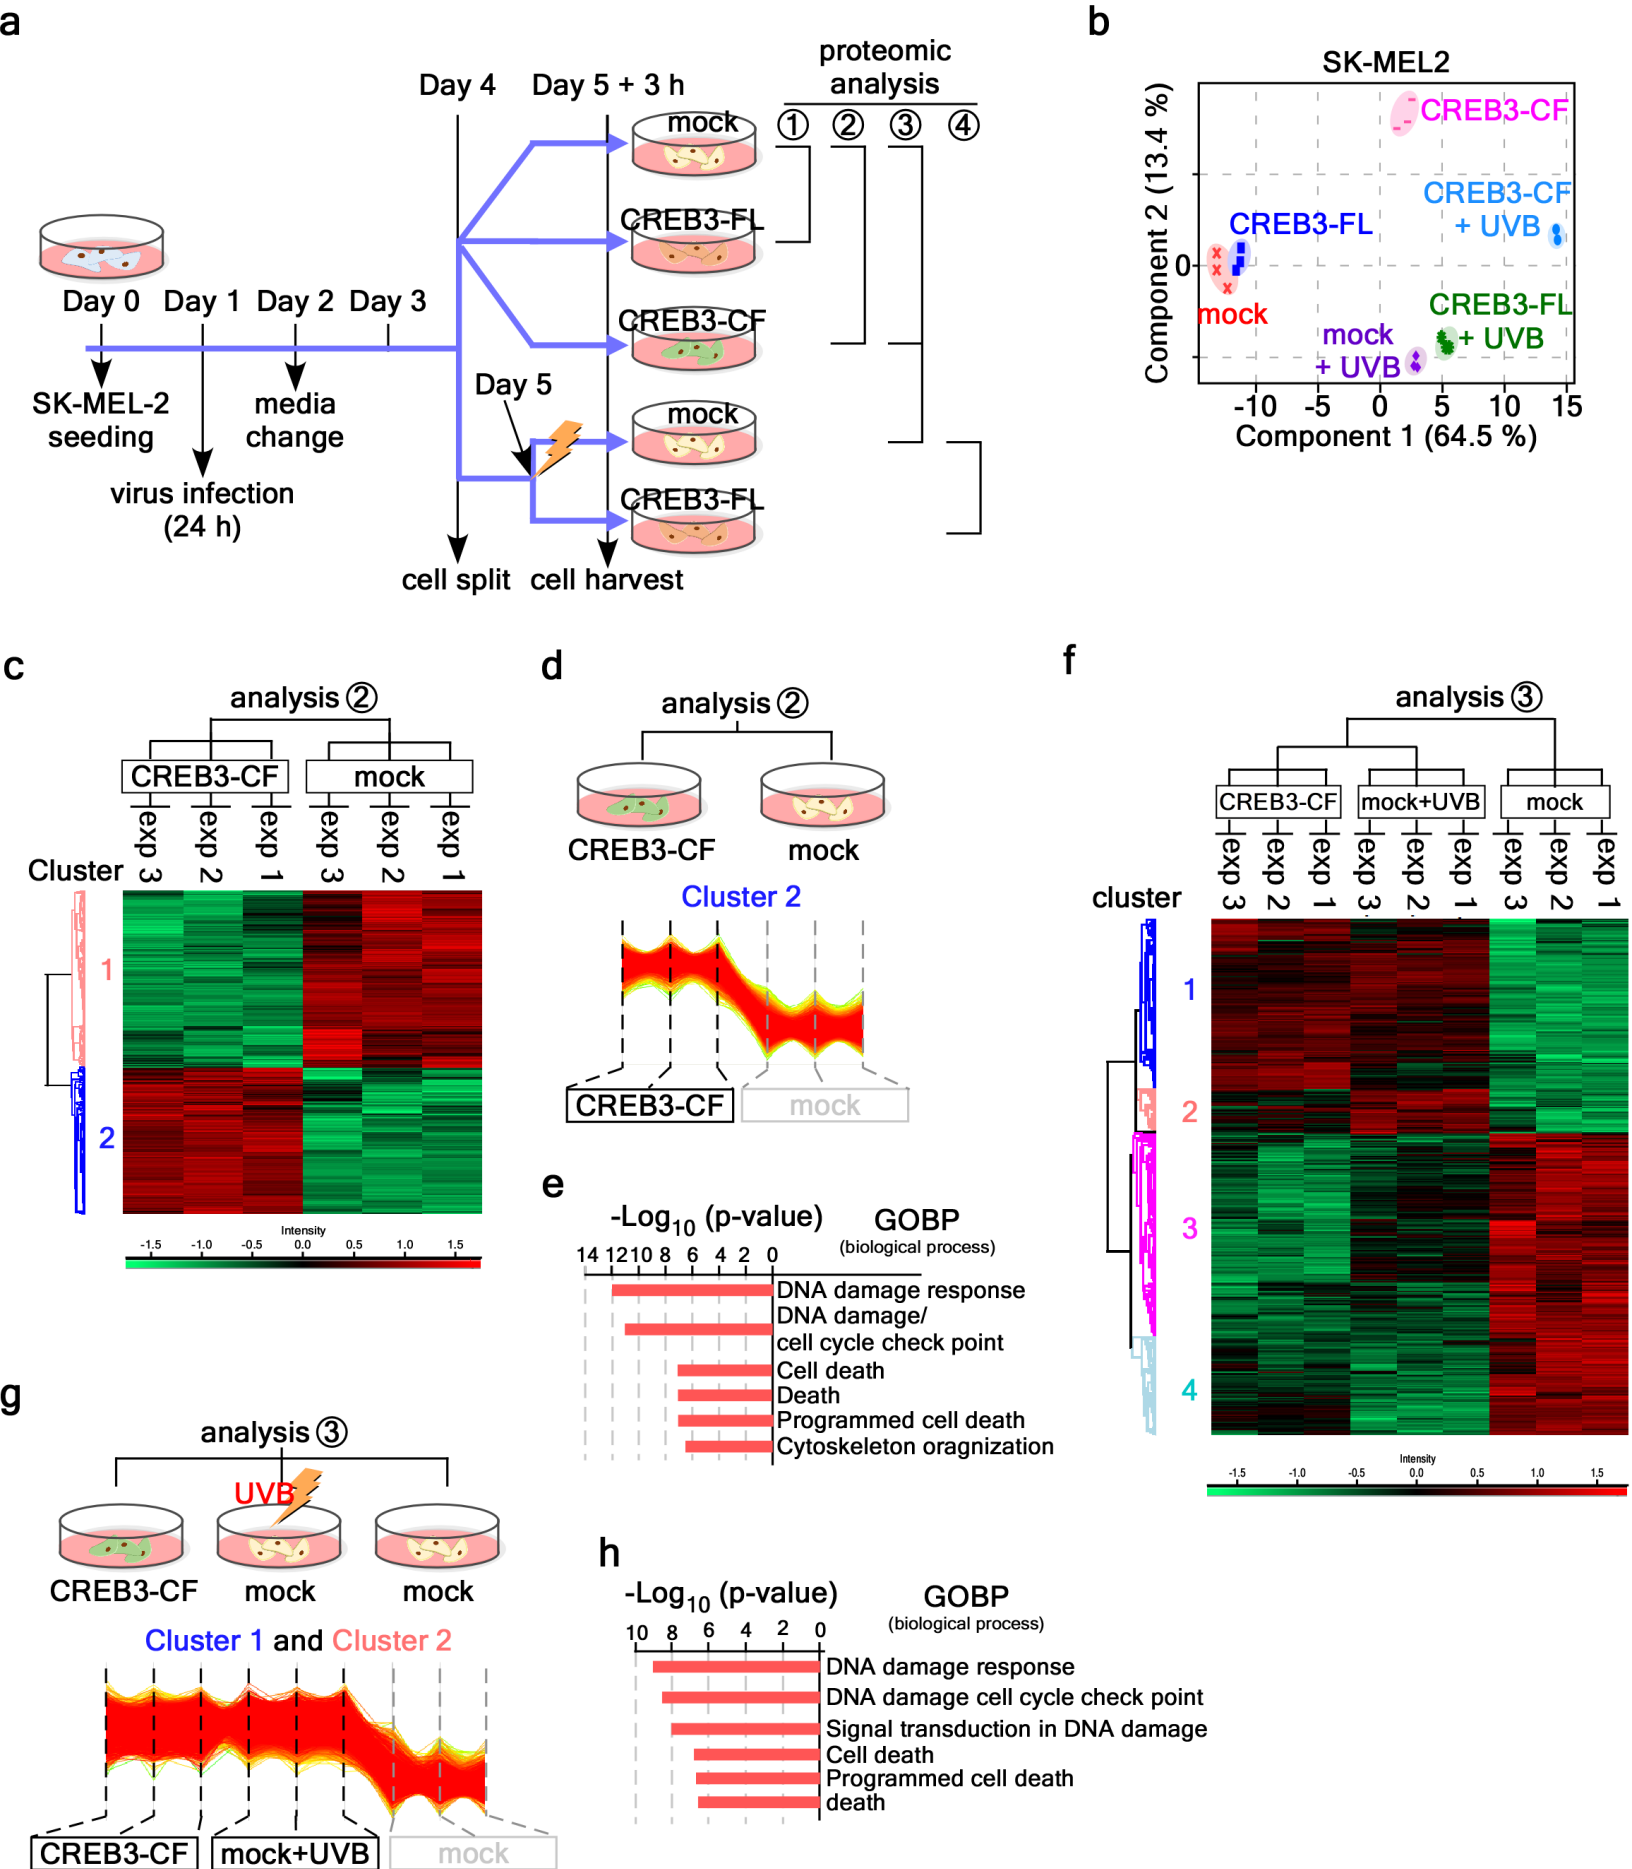 a
Day 4
Day 5 + 3 h
proteomic
analysis
① ② ③ ④
mock
CREB3-FL
CREB3-CF
mock
CREB3-FL
Day 0 Day 1 Day 2 Day 3
SK-MEL-2
seeding
media
change
virus infection
(24 h)
Day 5
cell split
cell harvest
b
SK-MEL2
Component 2 (13.4 %)
0
CREB3-CF
CREB3-CF
+ UVB
CREB3-FL
mock
CREB3-FL
+ UVB
mock
+ UVB
-10 -5 0 5 10 15
Component 1 (64.5 %)
c
analysis ②
CREB3-CF mock
exp 3 exp 2 exp 1 exp 3 exp 2 exp 1
Cluster
1
2
Intensity
-1.5 -1.0 -0.5 0.0 0.5 1.0 1.5
d
analysis ②
CREB3-CF mock
Cluster 2
CREB3-CF mock
e
-Log10 (p-value)
GOBP
(biological process)
14 12 10 8 6 4 2 0
DNA damage response
DNA damage/
cell cycle check point
Cell death
Death
Programmed cell death
Cytoskeleton oragnization
f
analysis ③
CREB3-CF mock+UVB mock
exp 3 exp 2 exp 1 exp 3 exp 2 exp 1 exp 3 exp 2 exp 1
cluster
1
2
3
4
Intensity
-1.5 -1.0 -0.5 0.0 0.5 1.0 1.5
g
analysis ③
UVB
CREB3-CF mock mock
Cluster 1 and Cluster 2
CREB3-CF mock+UVB mock
h
-Log10 (p-value)
GOBP
(biological process)
10 8 6 4 2 0
DNA damage response
DNA damage cell cycle check point
Signal transduction in DNA damage
Cell death
Programmed cell death
death